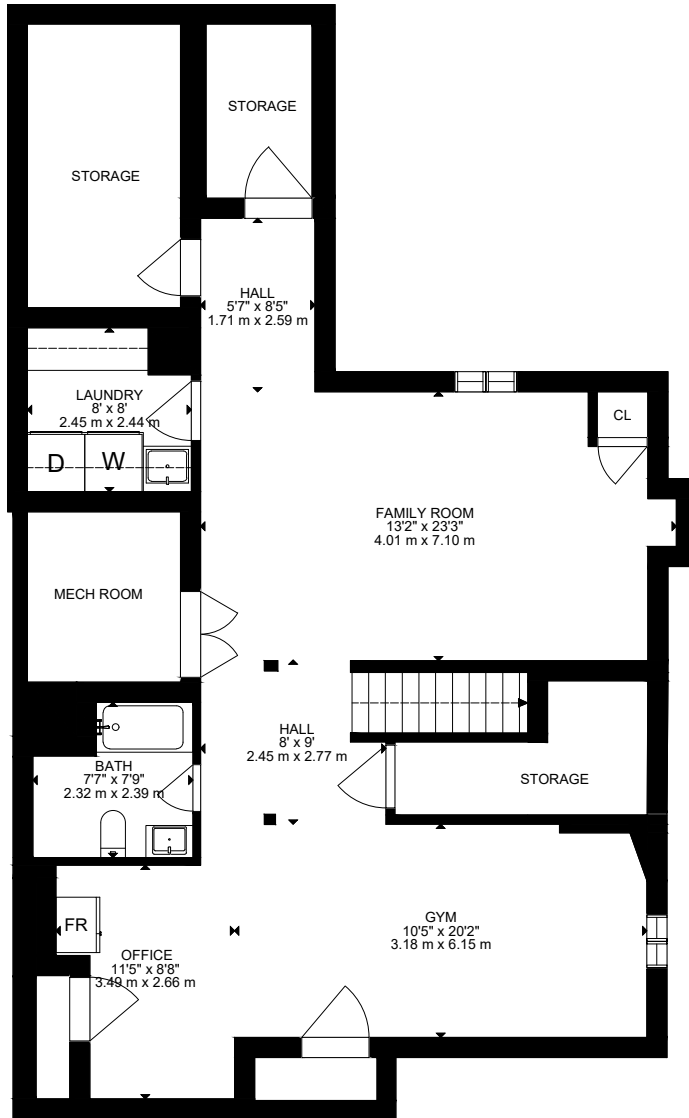 STORAGE
STORAGE
HALL
5'7" x 8'5"
1.71 m x 2.59 m
LAUNDRY
8' x 8'
2.45 m x 2.44 m
D
W
CL
FAMILY ROOM
13'2" x 23'3"
4.01 m x 7.10 m
MECH ROOM
HALL
8' x 9'
2.45 m x 2.77 m
STORAGE
BATH
7'7" x 7'9"
2.32 m x 2.39 m
FR
GYM
10'5" x 20'2"
3.18 m x 6.15 m
OFFICE
11'5" x 8'8"
3.49 m x 2.66 m